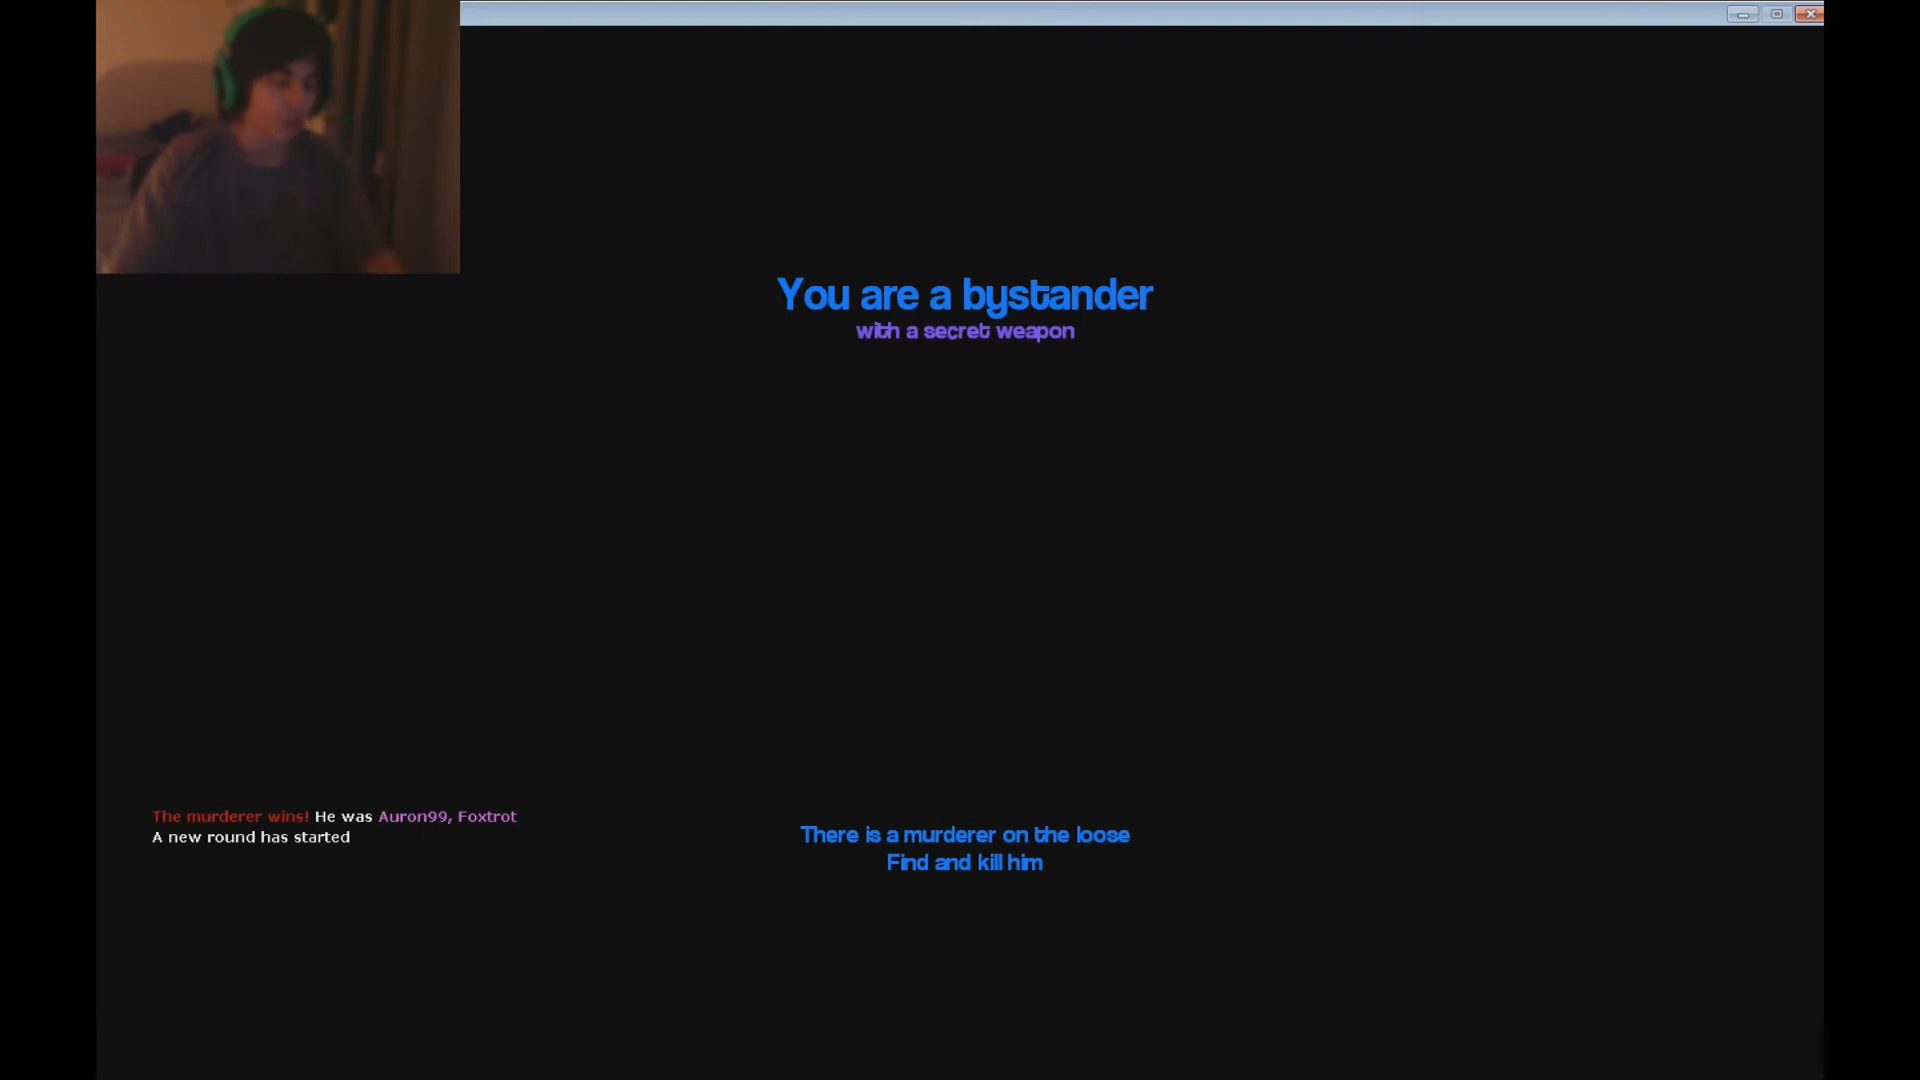 You are a bystander
with a secret weapon
The murderer wins! He was Auron99, Foxtrot
A new round has started
There is a murderer on the loose
Find and kill him